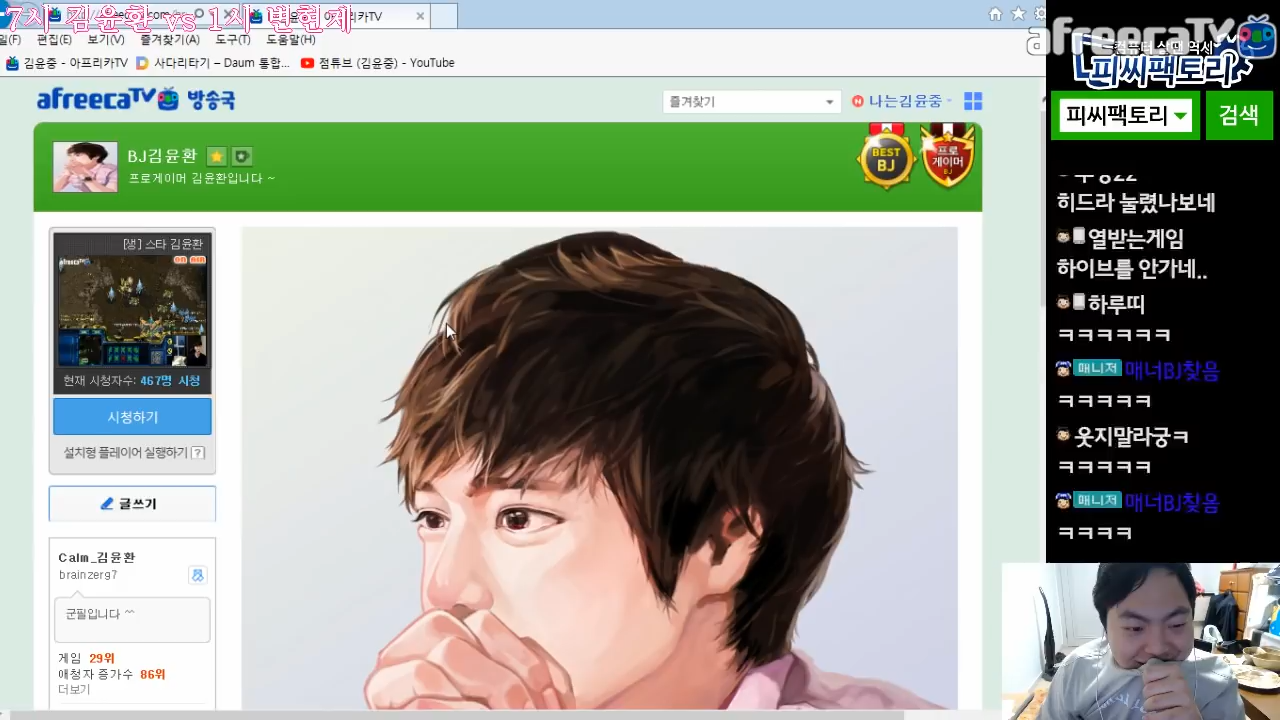 7시 김윤환 vs 1시 변현제
편집(E) 보기(V) 즐겨찾기(A) 도구(T) 도움말(H)
김윤중 - 아프리카TV 사다리타기 – Daum 통합... 점튜브 (김윤중) - YouTube
afreecaTV 방송국
즐겨찾기
나는김윤중
BJ김윤환
프로게이머 김윤환입니다 ~
BEST BJ
프로게이머 BJ
[생] 스타 김윤환
ON AIR
현재 시청자수: 467명 시청
시청하기
설치형 플레이어 실행하기 ?
글쓰기
Calm_김윤환
brainzerg7
군필입니다 ^^
게임 29위
애청자 증가수 86위
더보기
afreecaTV
피씨팩토리
피씨팩토리 검색
히드라 눌렸나보네
열받는게임
하이브를 안가네..
하루띠
ㅋㅋㅋㅋㅋㅋ
매니저 매너BJ찾음
ㅋㅋㅋㅋㅋ
웃지말라궁ㅋ
ㅋㅋㅋㅋㅋ
매니저 매너BJ찾음
ㅋㅋㅋㅋ